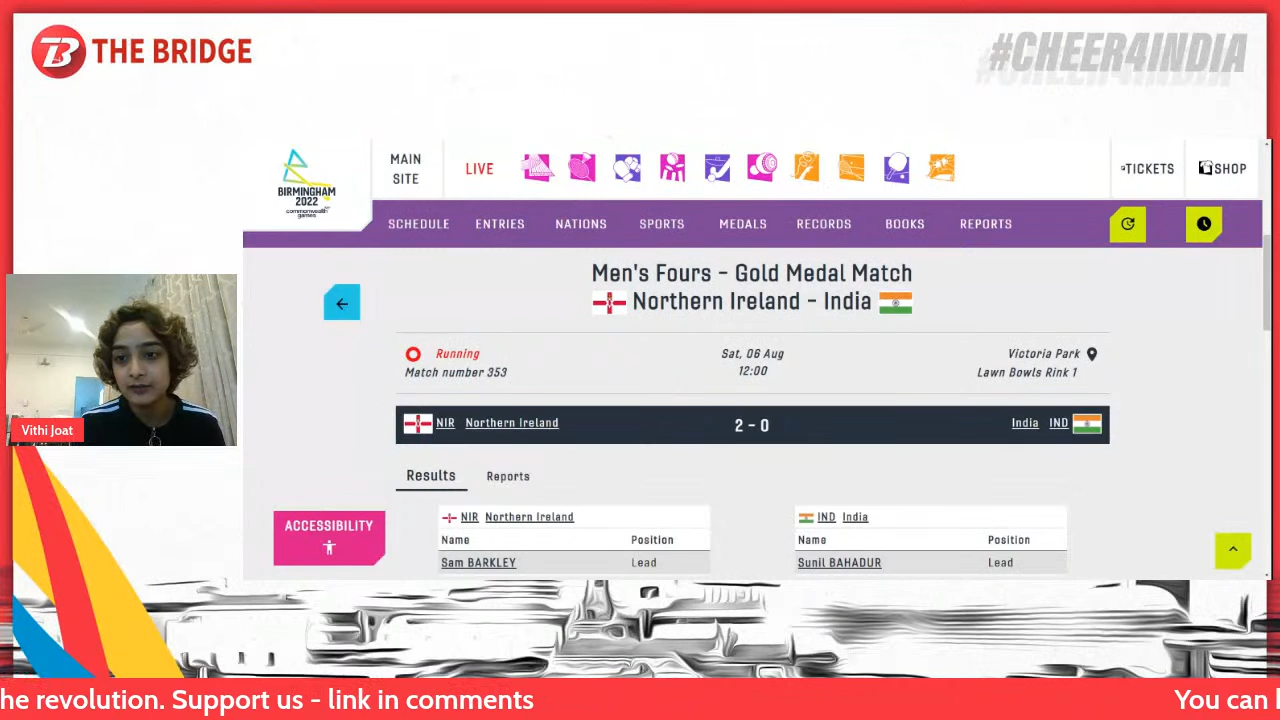 THE BRIDGE
#CHEER4INDIA
BIRMINGHAM
2022
commonwealth
games
MAIN
SITE
LIVE
TICKETS
SHOP
SCHEDULE ENTRIES NATIONS SPORTS MEDALS RECORDS BOOKS REPORTS
Men's Fours - Gold Medal Match
Northern Ireland - India
Running
Match number 353
Sat, 06 Aug
12:00
Victoria Park
Lawn Bowls Rink 1
NIR Northern Ireland 2 - 0 India IND
Results Reports
NIR Northern Ireland
Name Position
Sam BARKLEY Lead
IND India
Name Position
Sunil BAHADUR Lead
ACCESSIBILITY
Vithi Joat
he revolution. Support us - link in comments
You can